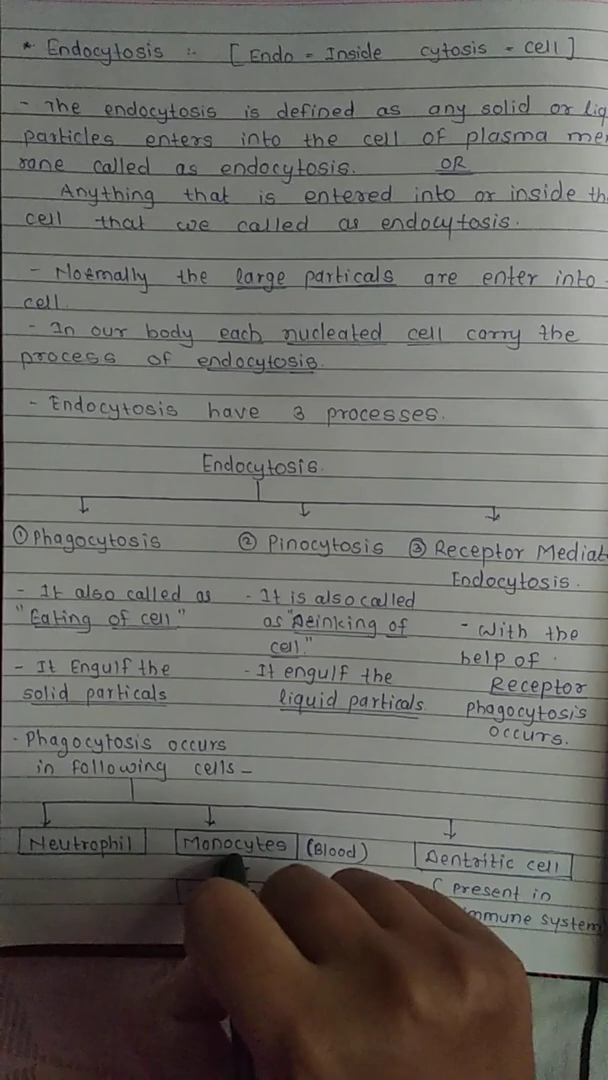 * Endocytosis :- [ Endo = Inside cytosis = cell ]
- The endocytosis is defined as any solid or liq
particles enters into the cell of plasma mem
rane called as endocytosis. OR
Anything that is entered into or inside th
cell that we called as endocytosis.
- Normally the large particals are enter into
cell.
- In our body each nucleated cell carry the
process of endocytosis.
- Endocytosis have 3 processes.
Endocytosis.
① Phagocytosis ② Pinocytosis ③ Receptor Mediat
Endocytosis.
- It also called as
"Eating of cell"
- It Engulf the
solid particals
- It is also called
as "Drinking of
cell."
- It engulf the
liquid particals.
- With the
help of
Receptor
phagocytosis
occurs.
- Phagocytosis occurs
in following cells -
Neutrophil Monocytes (Blood) Dentritic cell
( present in
mmune system